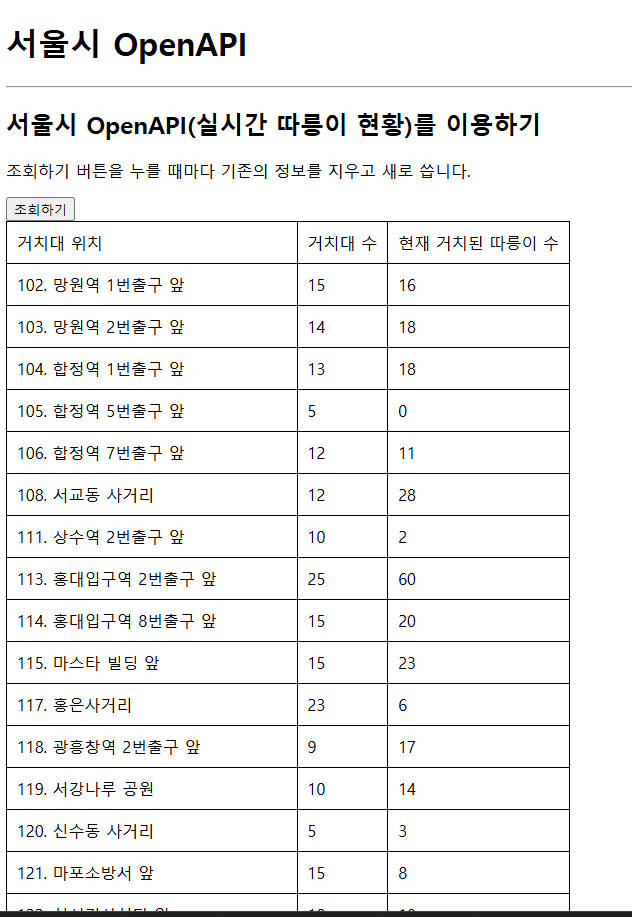 서울시 OpenAPI
서울시 OpenAPI(실시간 따릉이 현황)를 이용하기
조회하기 버튼을 누를 때마다 기존의 정보를 지우고 새로 씁니다.
조회하기
거치대 위치 거치대 수 현재 거치된 따릉이 수
102. 망원역 1번출구 앞 15 16
103. 망원역 2번출구 앞 14 18
104. 합정역 1번출구 앞 13 18
105. 합정역 5번출구 앞 5 0
106. 합정역 7번출구 앞 12 11
108. 서교동 사거리 12 28
111. 상수역 2번출구 앞 10 2
113. 홍대입구역 2번출구 앞 25 60
114. 홍대입구역 8번출구 앞 15 20
115. 마스타 빌딩 앞 15 23
117. 홍은사거리 23 6
118. 광흥창역 2번출구 앞 9 17
119. 서강나루 공원 10 14
120. 신수동 사거리 5 3
121. 마포소방서 앞 15 8